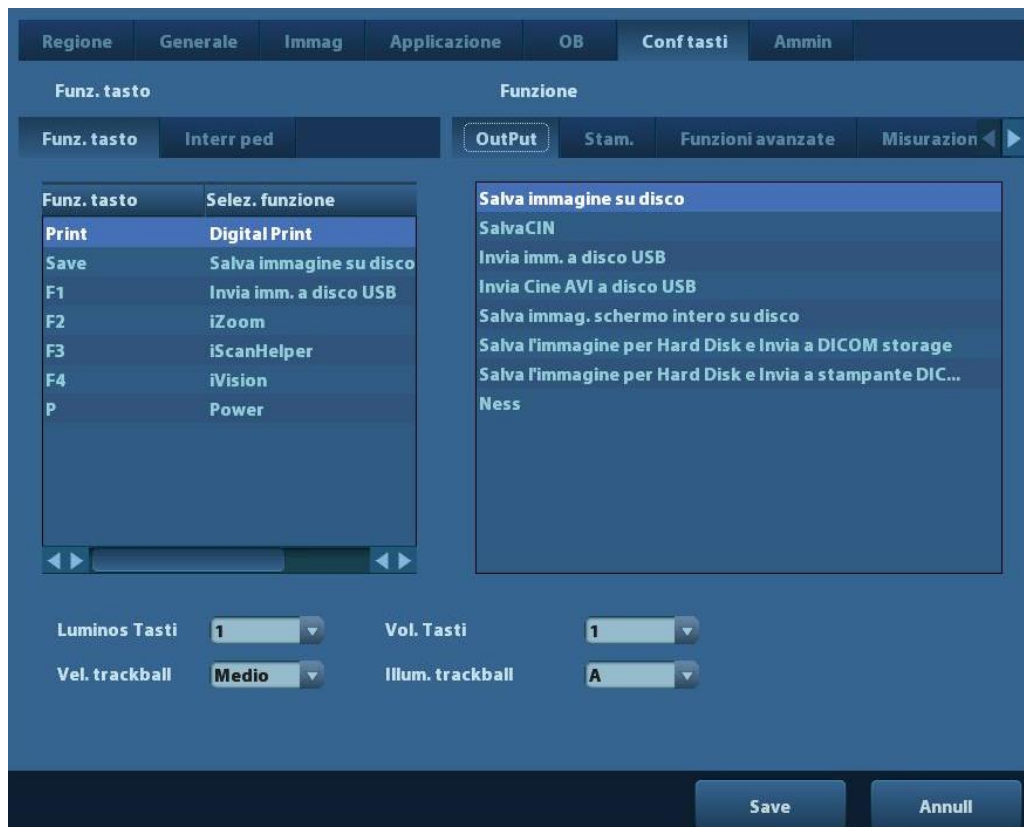 Regione Generale Immag Applicazione OB Conf tasti Ammin
Funz. tasto Funzione
Funz. tasto Interr ped OutPut Stam. Funzioni avanzate Misurazion
Funz. tasto Selez. funzione
Print Digital Print
Save Salva immagine su disco
F1 Invia imm. a disco USB
F2 iZoom
F3 iScanHelper
F4 iVision
P Power
Salva immagine su disco
SalvaCIN
Invia imm. a disco USB
Invia Cine AVI a disco USB
Salva immag. schermo intero su disco
Salva l'immagine per Hard Disk e Invia a DICOM storage
Salva l'immagine per Hard Disk e Invia a stampante DIC...
Ness
Luminos Tasti 1 Vol. Tasti 1
Vel. trackball Medio Illum. trackball A
Save Annull